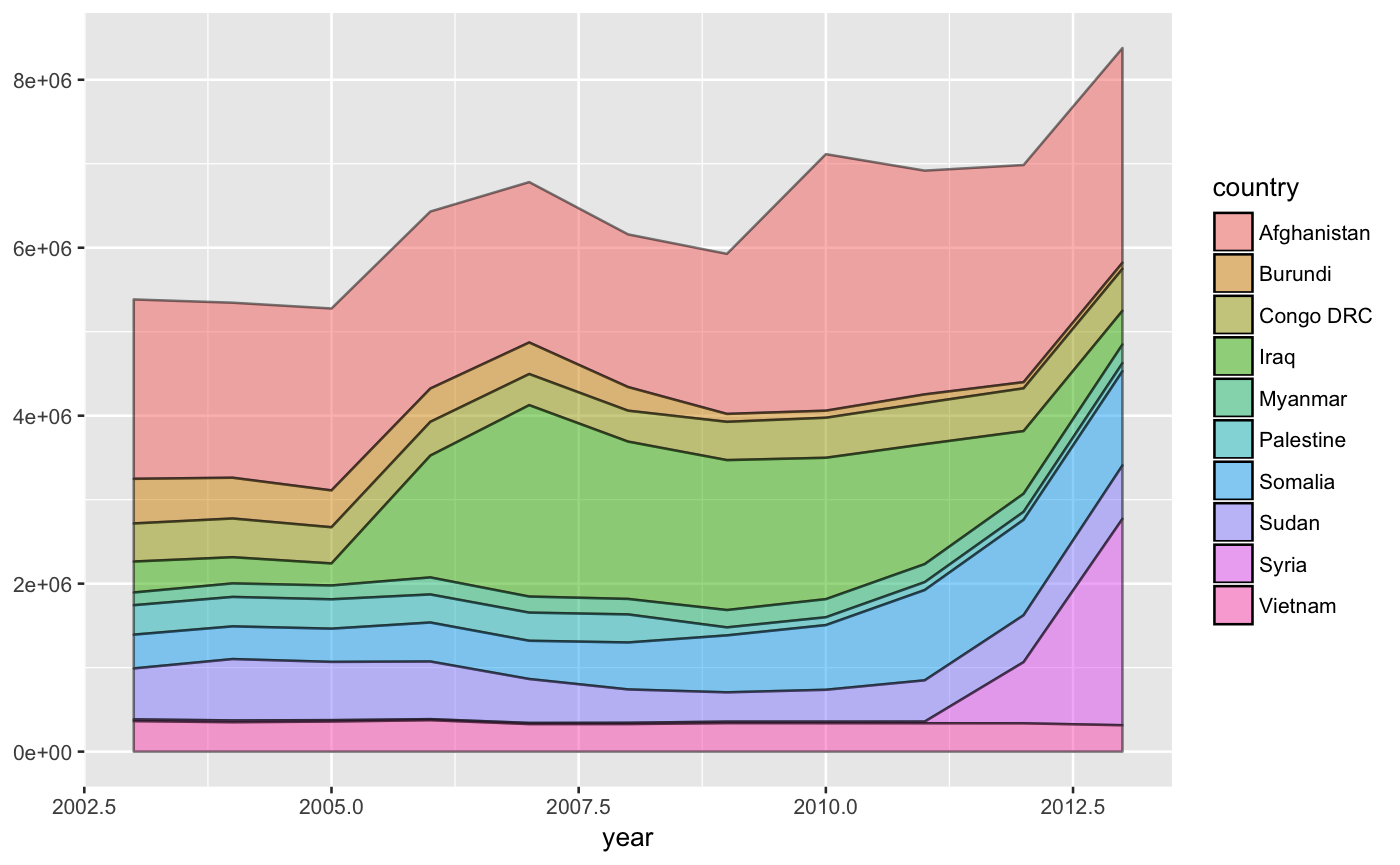 8e+06
6e+06
4e+06
2e+06
0e+00
2002.5 2005.0 2007.5 2010.0 2012.5
year
country
Afghanistan
Burundi
Congo DRC
Iraq
Myanmar
Palestine
Somalia
Sudan
Syria
Vietnam